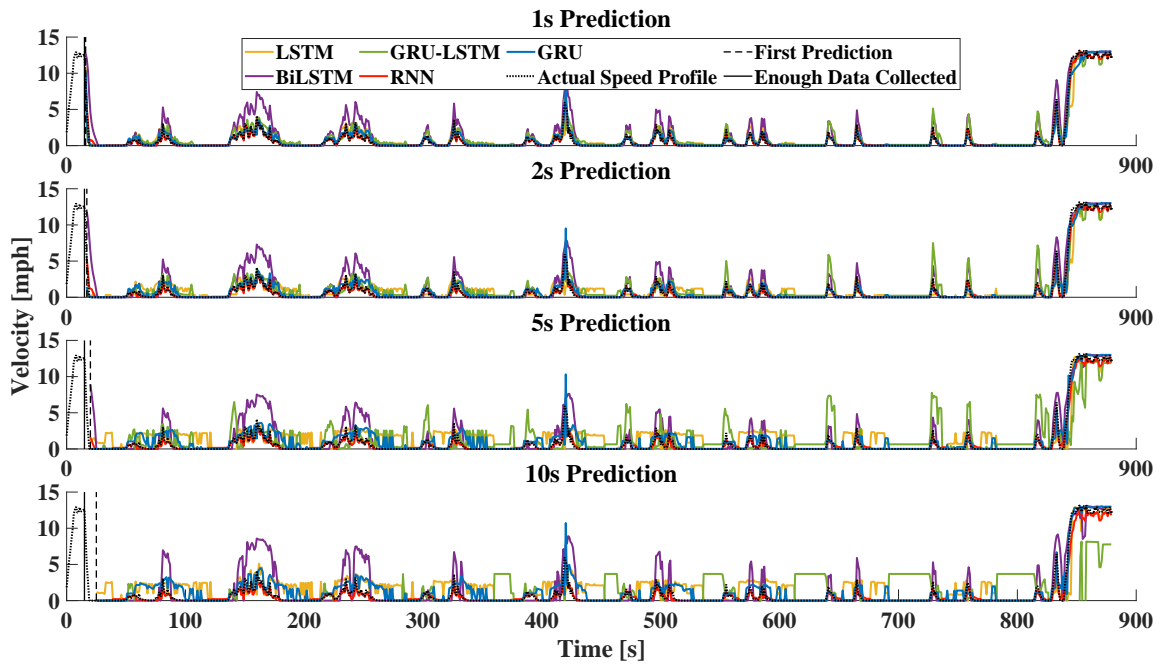 1s Prediction
15
10
5
0
LSTM GRU-LSTM GRU First Prediction
BiLSTM RNN Actual Speed Profile Enough Data Collected
0 900
2s Prediction
15
10
5
0
0 900
5s Prediction
15
10
5
0
0 900
10s Prediction
15
10
5
0
0 100 200 300 400 500 600 700 800 900
Velocity [mph]
Time [s]